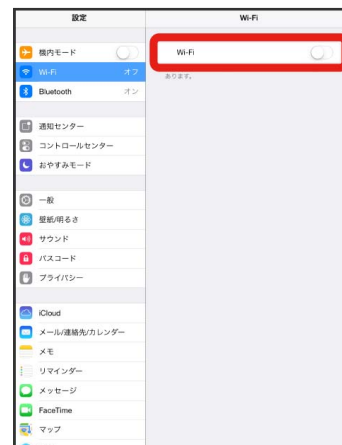 設定
機内モード
Wi-Fi
オフ
Bluetooth
オン
通知センター
コントロールセンター
おやすみモード
一般
壁紙/明るさ
サウンド
パスコード
プライバシー
iCloud
メール/連絡先/カレンダー
メモ
リマインダー
メッセージ
FaceTime
マップ
Wi-Fi
Wi-Fi
あります。